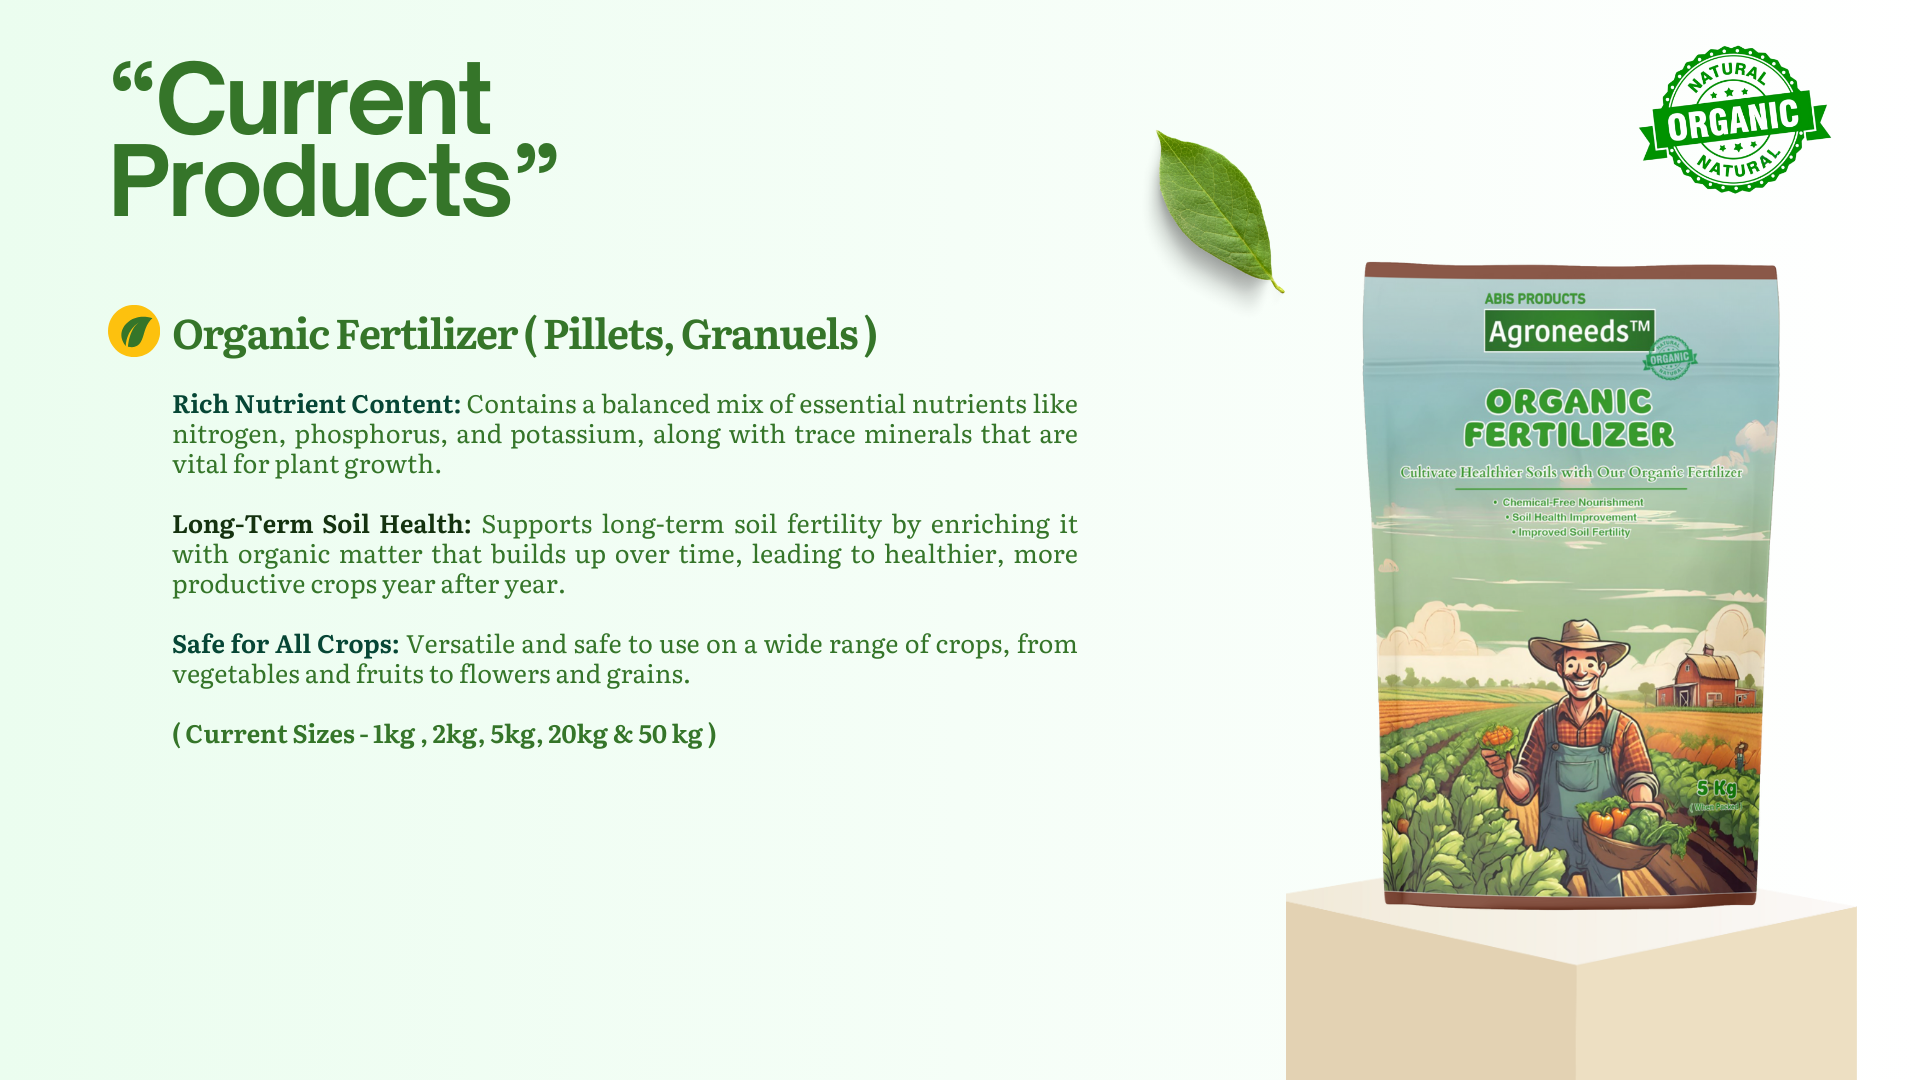 “Current
Products”
Organic Fertilizer ( Pillets, Granuels )
Rich Nutrient Content: Contains a balanced mix of essential nutrients like
nitrogen, phosphorus, and potassium, along with trace minerals that are
vital for plant growth.
Long-Term Soil Health: Supports long-term soil fertility by enriching it
with organic matter that builds up over time, leading to healthier, more
productive crops year after year.
Safe for All Crops: Versatile and safe to use on a wide range of crops, from
vegetables and fruits to flowers and grains.
( Current Sizes - 1kg , 2kg, 5kg, 20kg & 50 kg )
NATURAL
ORGANIC
NATURAL
ABIS PRODUCTS
Agroneeds™
NATURAL
ORGANIC
NATURAL
ORGANIC
FERTILIZER
Cultivate Healthier Soils with Our Organic Fertilizer
• Chemical-Free Nourishment
• Soil Health Improvement
• Improved Soil Fertility
5 Kg